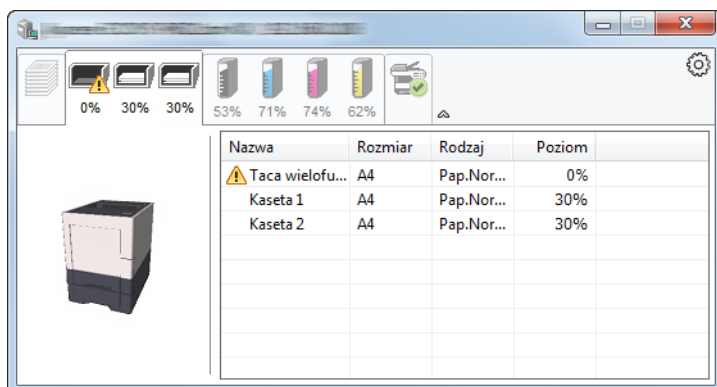 0% 30% 30% 53% 71% 74% 62%
Nazwa Rozmiar Rodzaj Poziom
Taca wielofu... A4 Pap.Nor... 0%
Kaseta 1 A4 Pap.Nor... 30%
Kaseta 2 A4 Pap.Nor... 30%